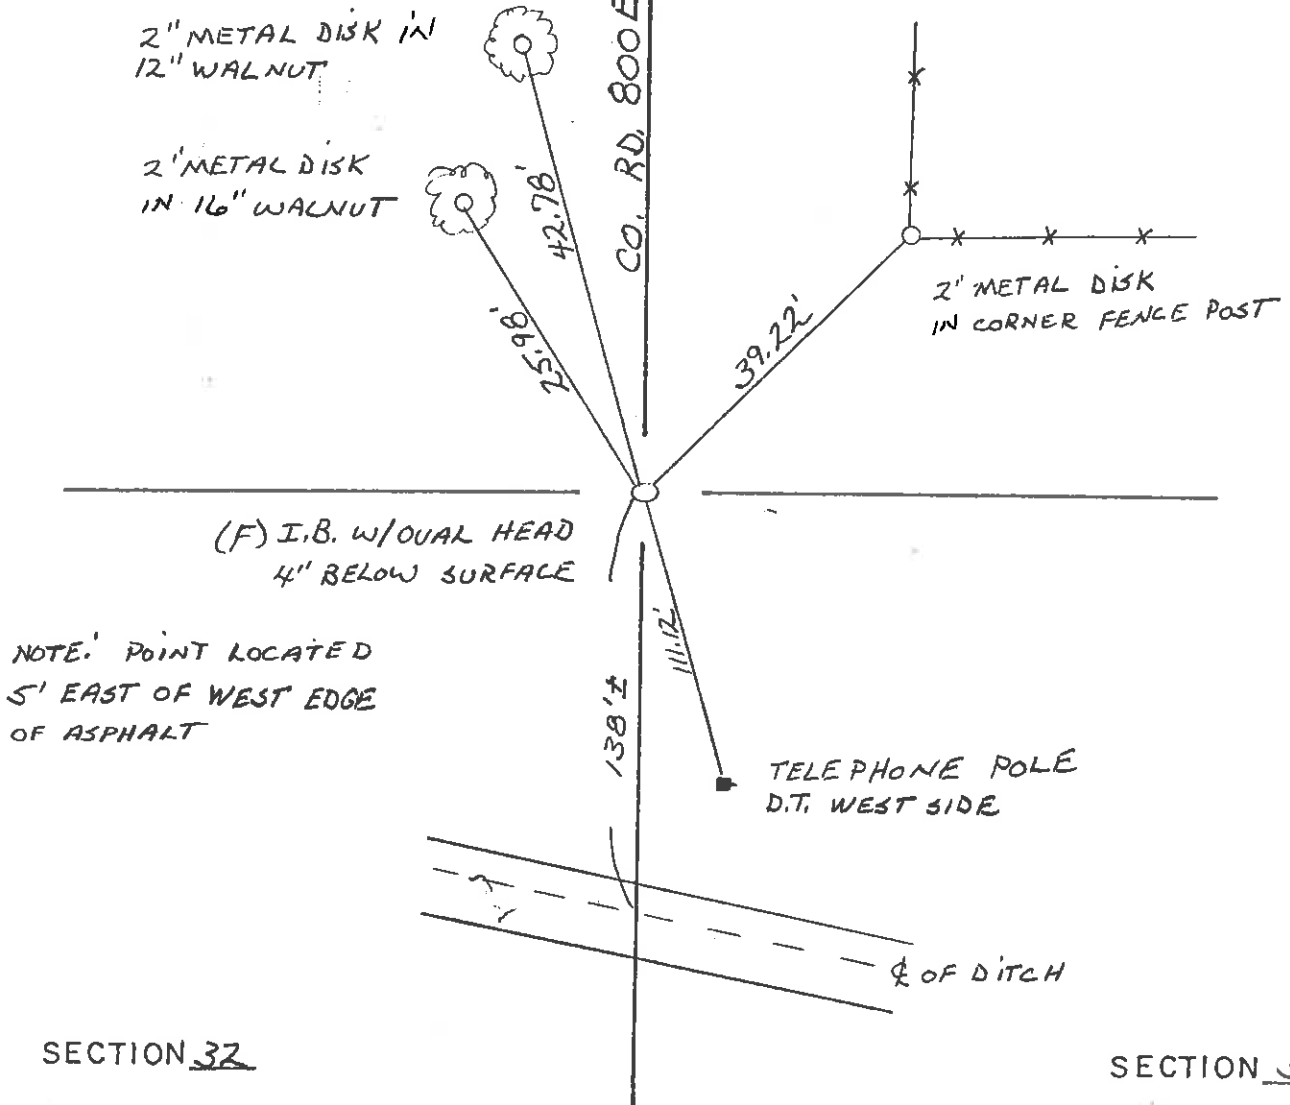 2" METAL DISK IN
12" WALNUT
CO. RD. 800 E
2" METAL DISK
IN 16" WALNUT
42.78'
25.98'
39.22'
2" METAL DISK
IN CORNER FENCE POST
(F) I.B. W/OVAL HEAD
4" BELOW SURFACE
NOTE: POINT LOCATED
5' EAST OF WEST EDGE
OF ASPHALT
111.12'
138'±
TELEPHONE POLE
D.T. WEST SIDE
℄ OF DITCH
SECTION 32
SECTION